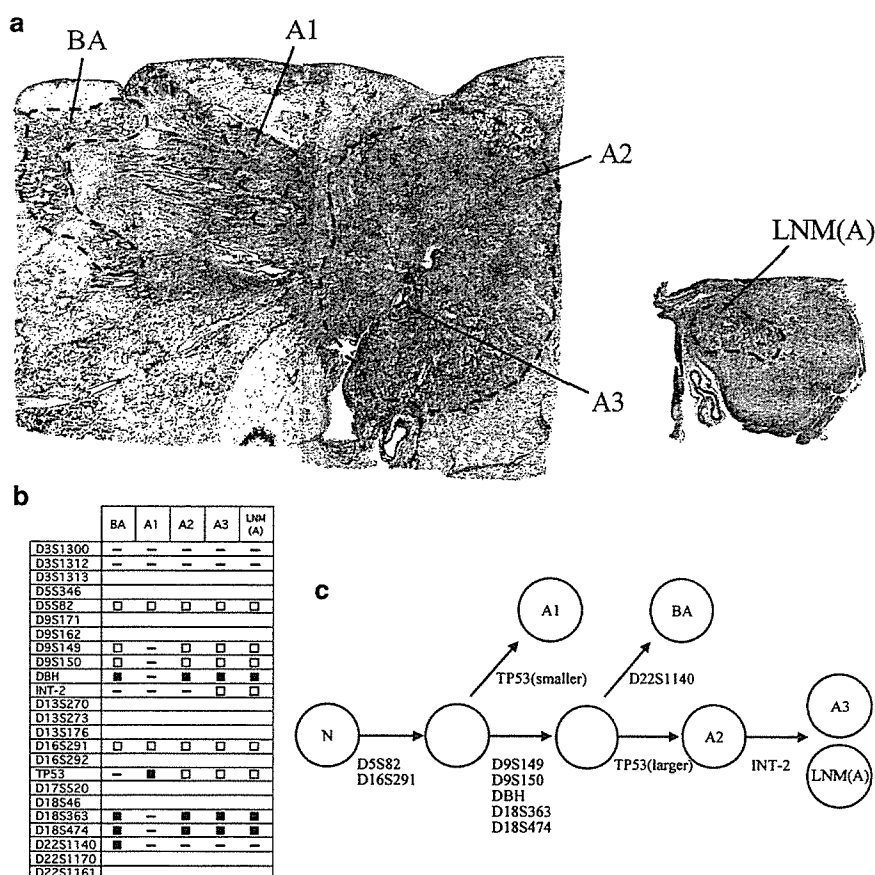 a
BA
A1
A2
LNM(A)
A3
b
BA A1 A2 A3 LNM (A)
D3S1300 – – – – –
D3S1312 – – – – –
D3S1313
D5S346
D5S82 □ □ □ □ □
D9S171
D9S162
D9S149 □ – □ □ □
D9S150 □ – □ □ □
DBH ■ – ■ ■ ■
INT-2 – – – □ □
D13S270
D13S273
D13S176
D16S291 □ □ □ □ □
D16S292
TP53 – ■ □ □ □
D17S520
D18S46
D18S363 ■ – ■ ■ ■
D18S474 ■ – ■ ■ ■
D22S1140 ■ – – – –
D22S1170
D22S1161
c
A1
BA
TP53(smaller)
D22S1140
N
A2
A3
LNM(A)
D5S82
D16S291
D9S149
D9S150
DBH
D18S363
D18S474
TP53(larger)
INT-2